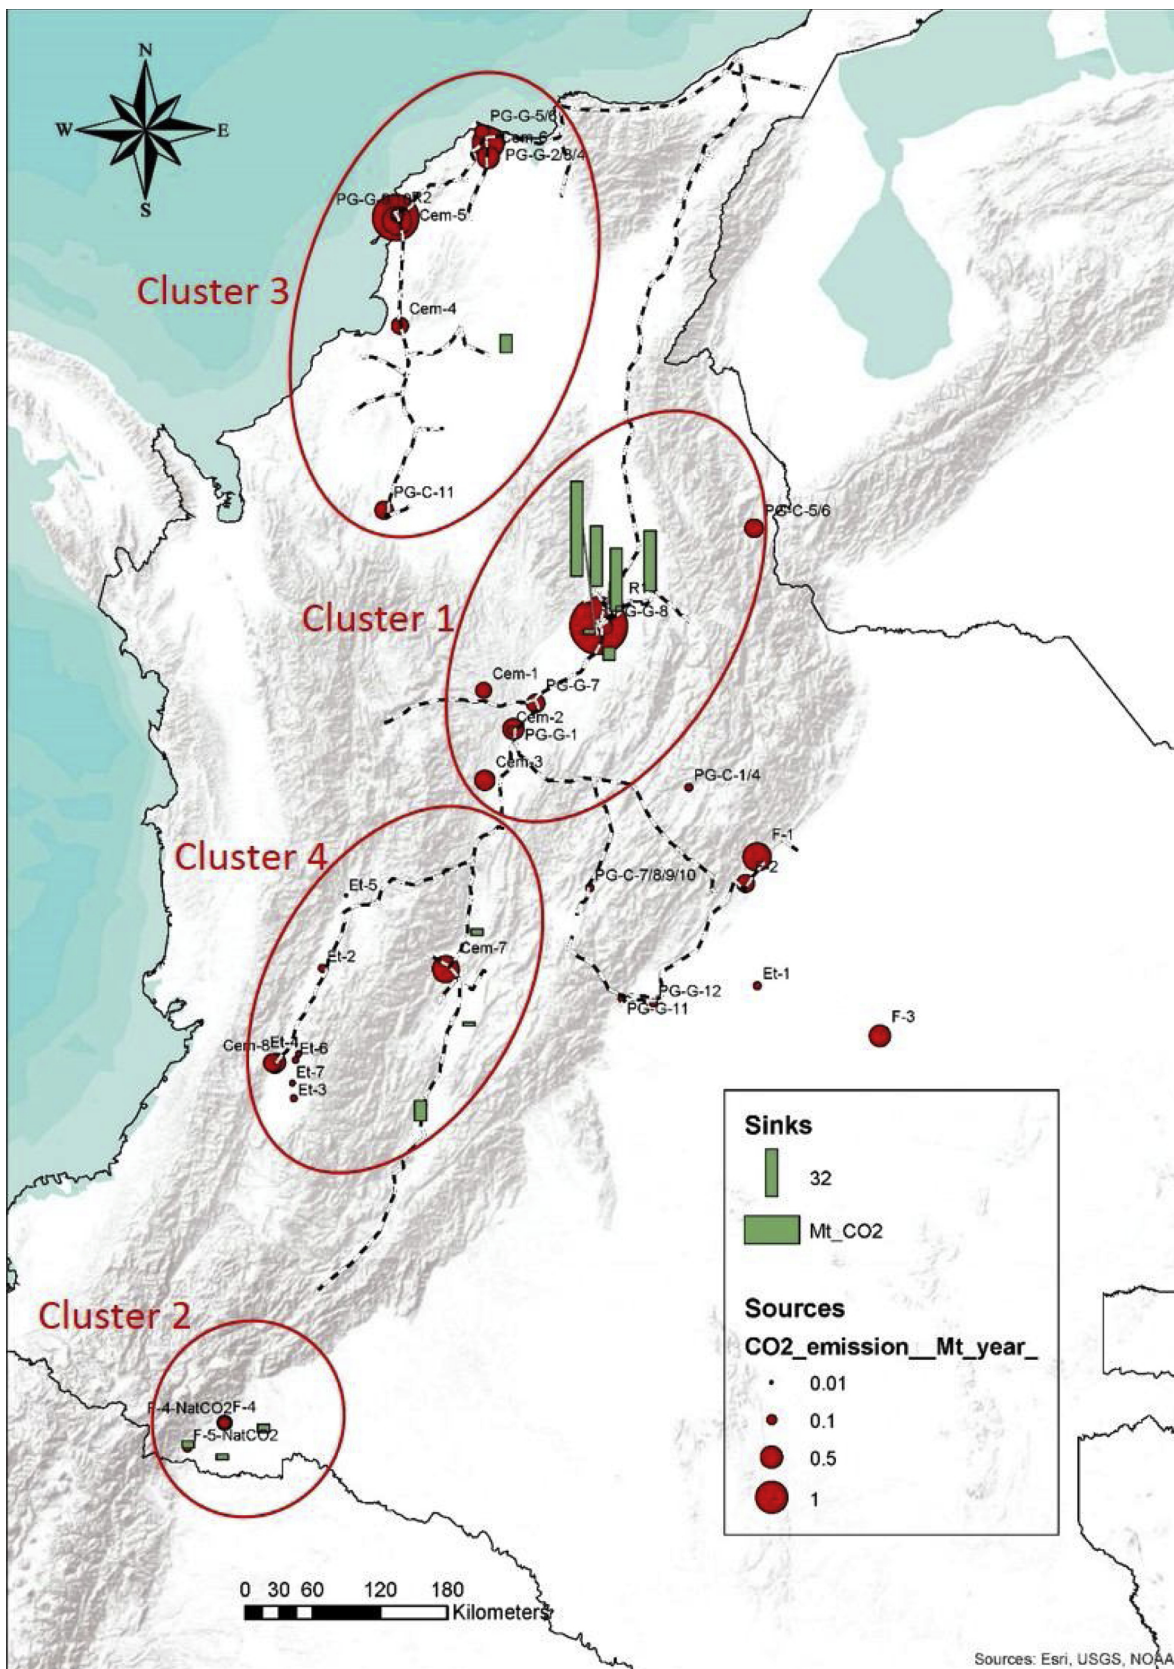 N
W E
S
PG-G-5/6
Cem-6
PG-G-2/3/4
R2
Cem-5
Cluster 3
Cem-4
PG-C-11
PG-C-5/6
R1
Cluster 1
PG-G-8
Cem-1
PG-G-7
Cem-2
PG-G-1
Cem-3
PG-C-1/4
F-1
Cluster 4
PG-C-7/8/9/10
Et-5
Cem-7
Et-2
Et-1
PG-G-12
PG-G-11
F-3
Cem-8
Et-4
Et-6
Et-7
Et-3
Sinks
32
Mt_CO2
Sources
CO2_emission__Mt_year_
0.01
0.1
0.5
1
Cluster 2
F-4-NatCO2
F-4
F-5-NatCO2
0 30 60 120 180
Kilometers
Sources: Esri, USGS, NOAA